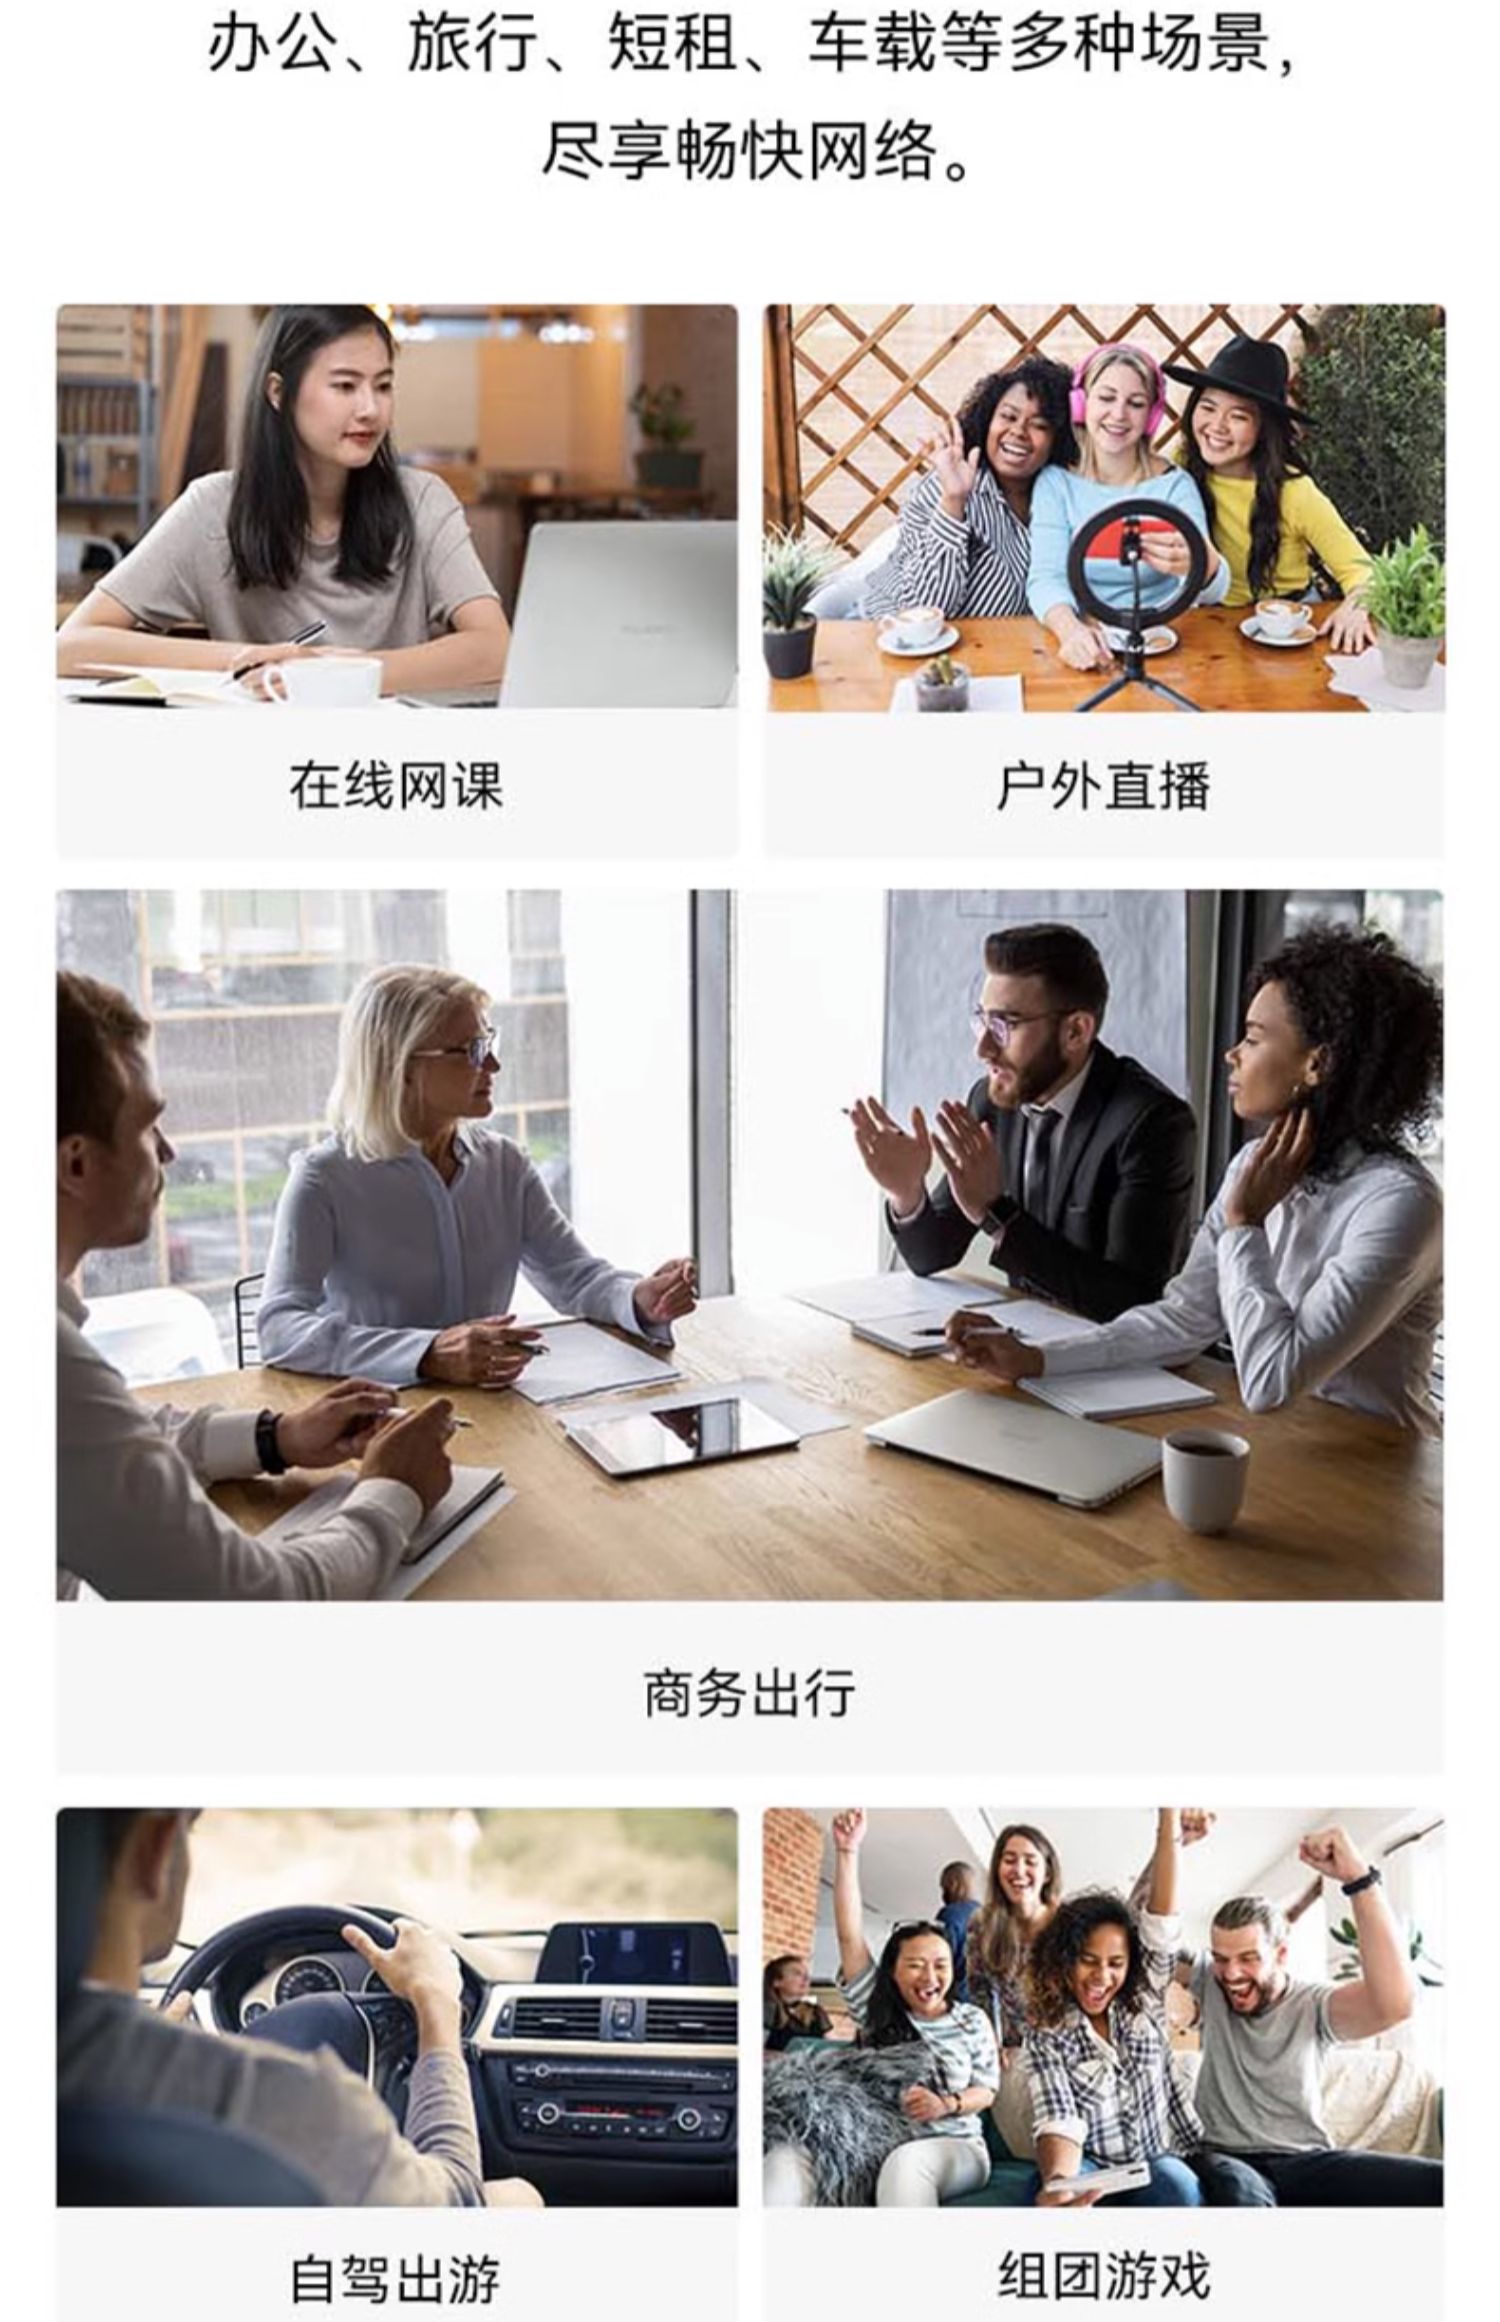 办公、旅行、短租、车载等多种场景，
尽享畅快网络。
在线网课
户外直播
商务出行
自驾出游
组团游戏